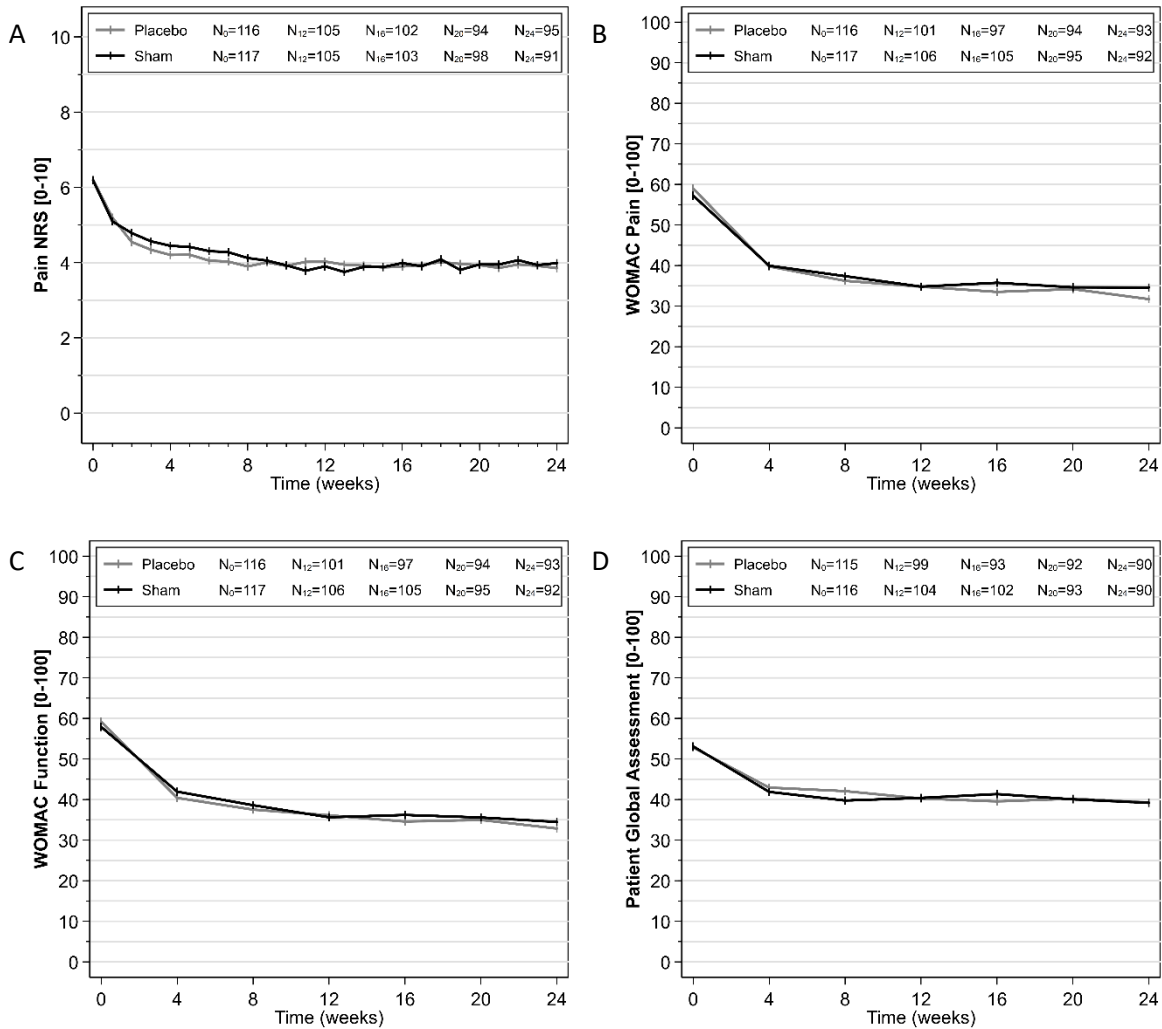 A
Placebo N₀=116 N₁₂=105 N₁₆=102 N₂₀=94 N₂₄=95
Sham N₀=117 N₁₂=105 N₁₆=103 N₂₀=98 N₂₄=91
Pain NRS [0-10]
10
8
6
4
2
0
0 4 8 12 16 20 24
Time (weeks)
B
Placebo N₀=116 N₁₂=101 N₁₆=97 N₂₀=94 N₂₄=93
Sham N₀=117 N₁₂=106 N₁₆=105 N₂₀=95 N₂₄=92
WOMAC Pain [0-100]
100
90
80
70
60
50
40
30
20
10
0
0 4 8 12 16 20 24
Time (weeks)
C
Placebo N₀=116 N₁₂=101 N₁₆=97 N₂₀=94 N₂₄=93
Sham N₀=117 N₁₂=106 N₁₆=105 N₂₀=95 N₂₄=92
WOMAC Function [0-100]
100
90
80
70
60
50
40
30
20
10
0
0 4 8 12 16 20 24
Time (weeks)
D
Placebo N₀=115 N₁₂=99 N₁₆=93 N₂₀=92 N₂₄=90
Sham N₀=116 N₁₂=104 N₁₆=102 N₂₀=93 N₂₄=90
Patient Global Assessment [0-100]
100
90
80
70
60
50
40
30
20
10
0
0 4 8 12 16 20 24
Time (weeks)